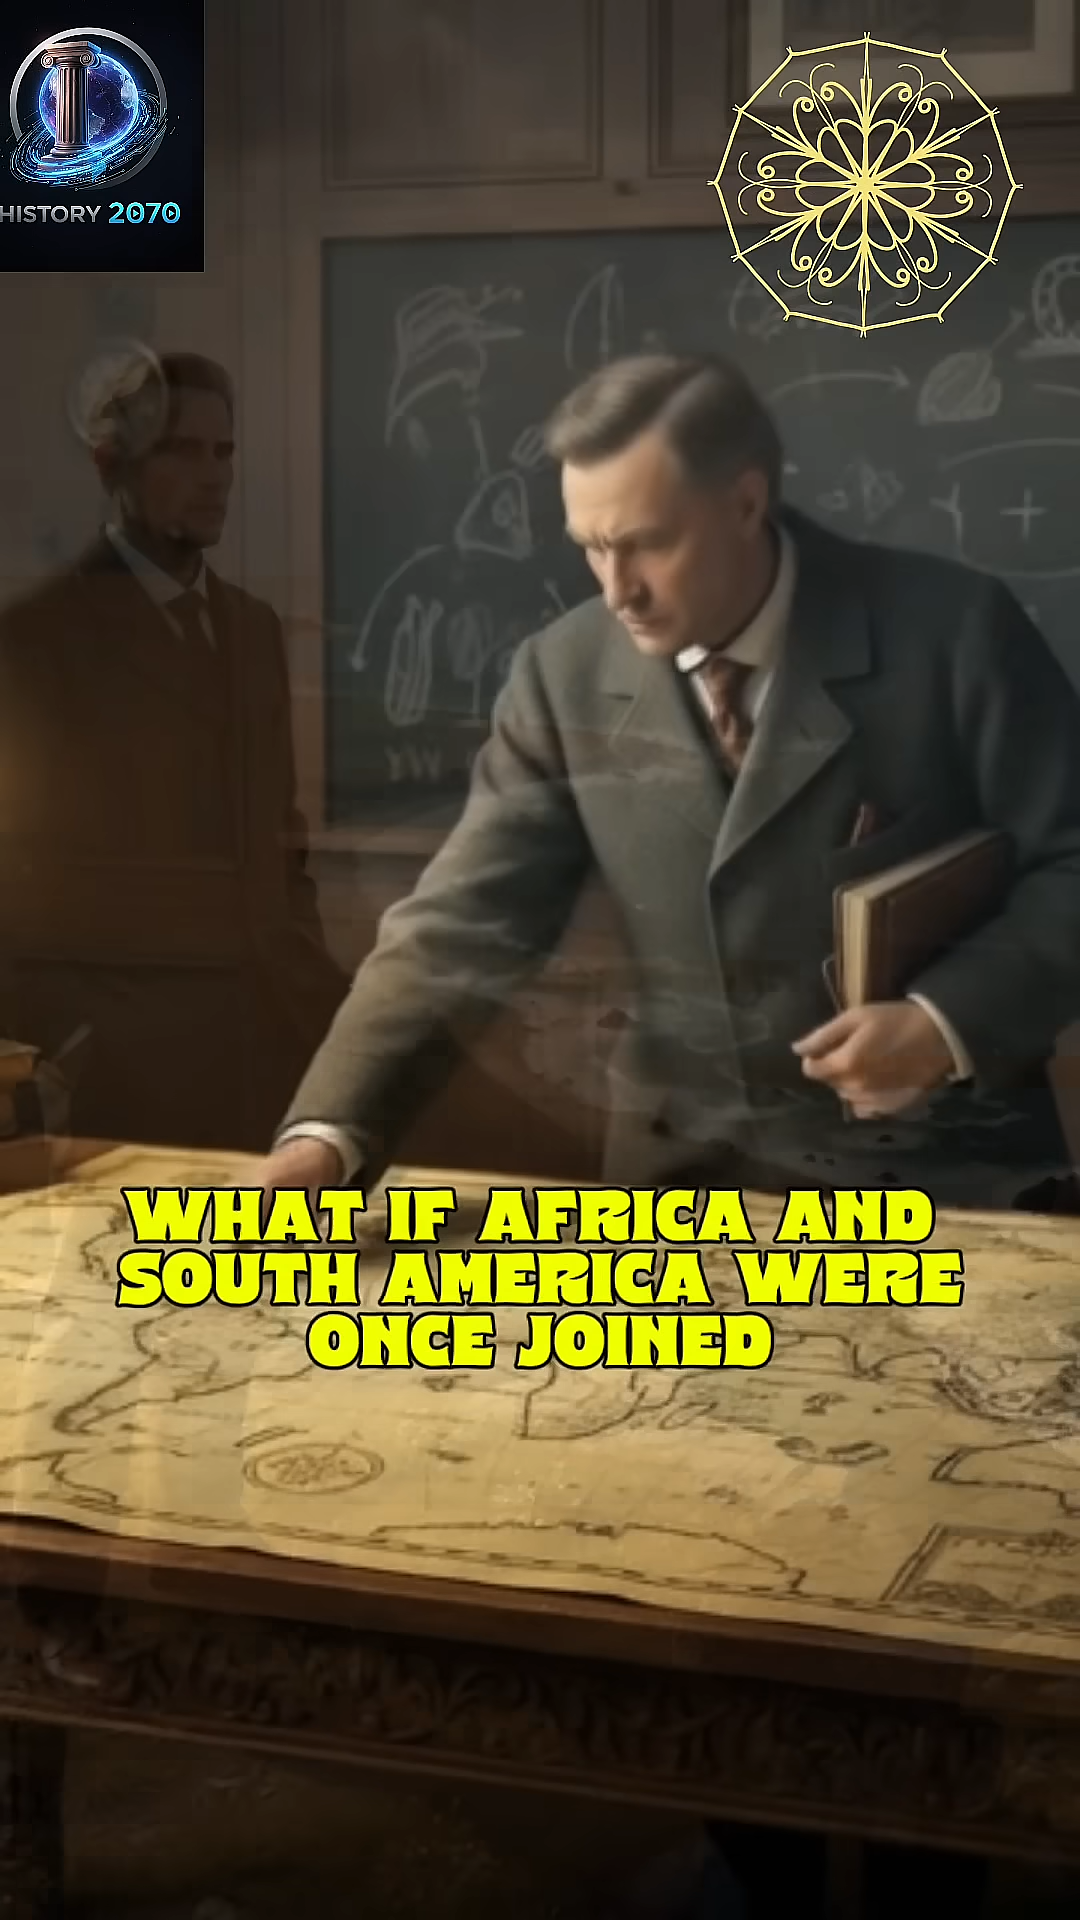 HISTORY 2070
WHAT IF AFRICA AND
SOUTH AMERICA WERE
ONCE JOINED